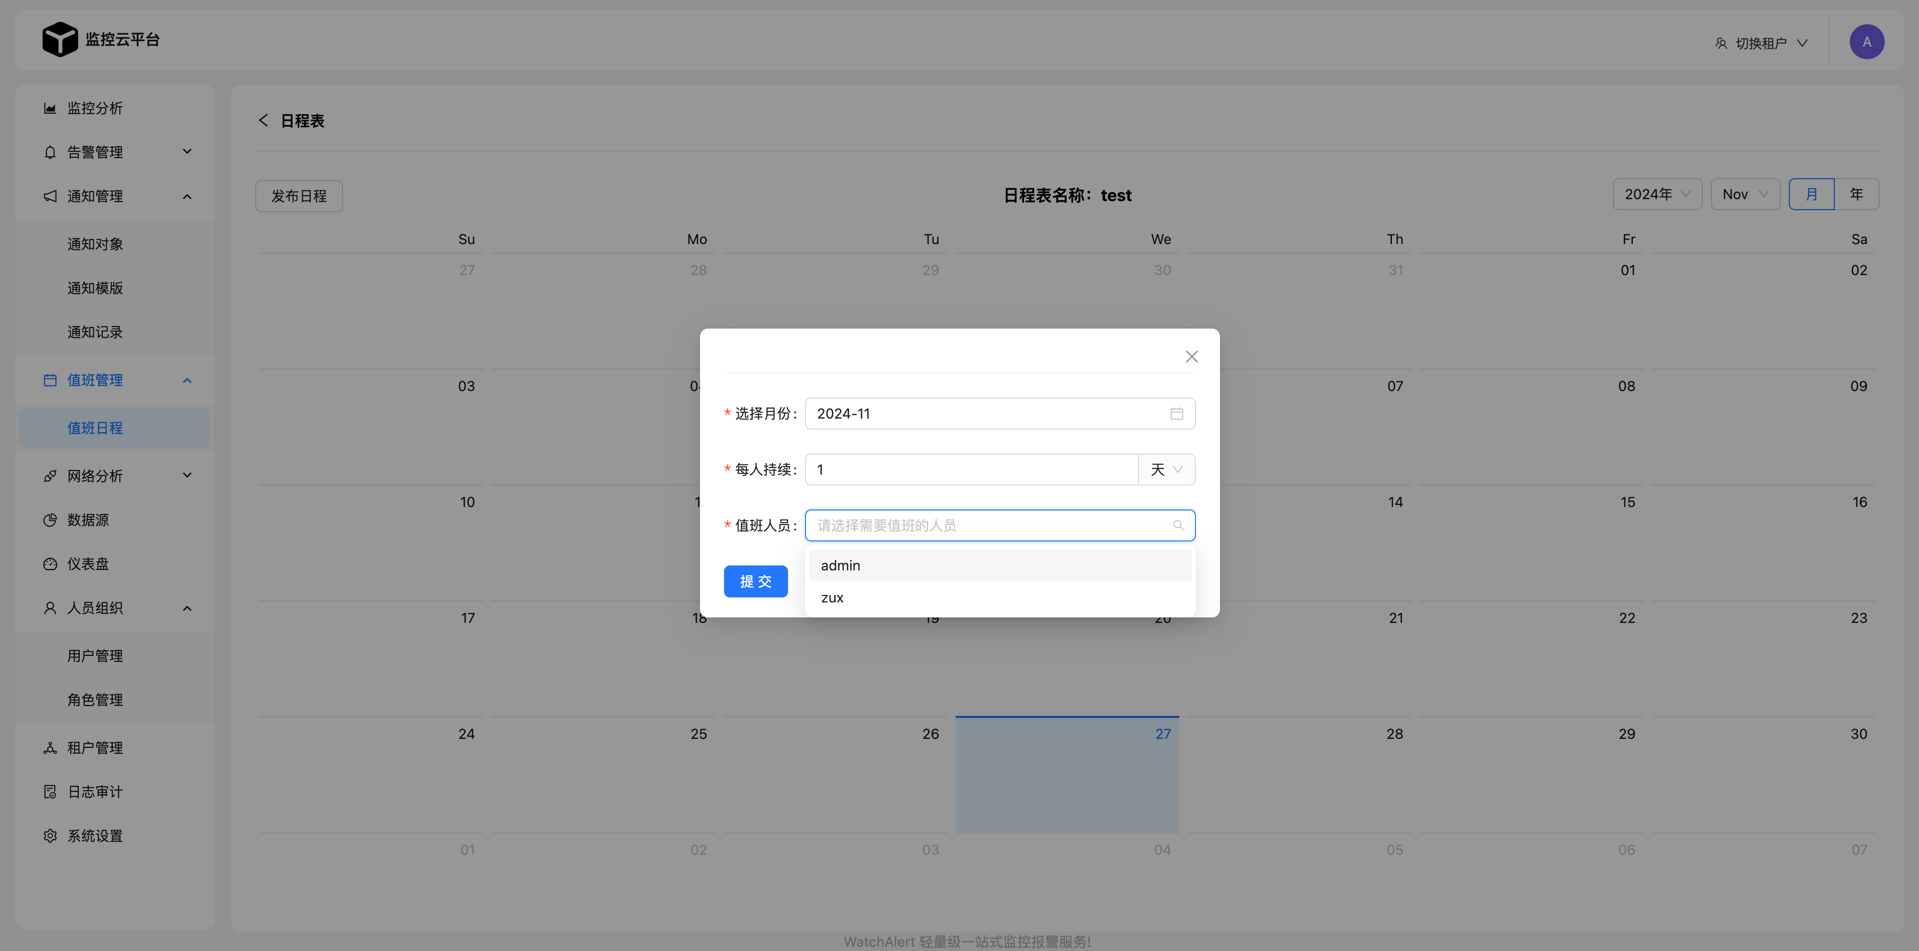 监控云平台
切换租户
A
监控分析
告警管理
通知管理
通知对象
通知模版
通知记录
值班管理
值班日程
网络分析
数据源
仪表盘
人员组织
用户管理
角色管理
租户管理
日志审计
系统设置
日程表
发布日程
日程表名称：test
2024年 Nov 月 年
Su Mo Tu We Th Fr Sa
27 28 29 30 31 01 02
03 07 08 09
10 14 15 16
17 18 19 20 21 22 23
24 25 26 27 28 29 30
01 02 03 04 05 06 07
* 选择月份： 2024-11
* 每人持续： 1 天
* 值班人员： 请选择需要值班的人员
admin
zux
提 交
WatchAlert 轻量级一站式监控报警服务!